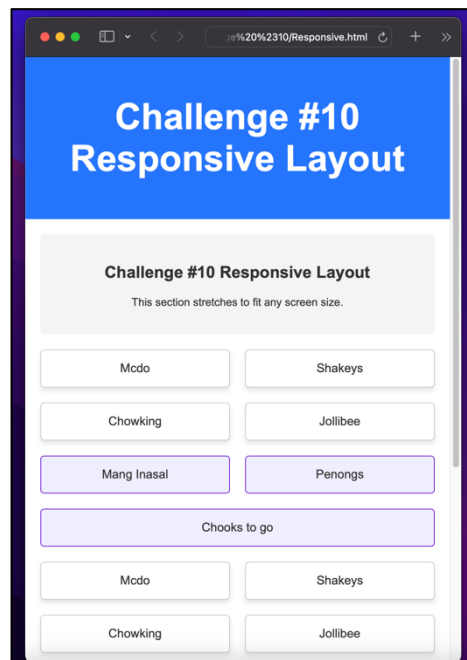 ge%20%2310/Responsive.html
Challenge #10
Responsive Layout
Challenge #10 Responsive Layout
This section stretches to fit any screen size.
Mcdo
Shakeys
Chowking
Jollibee
Mang Inasal
Penongs
Chooks to go
Mcdo
Shakeys
Chowking
Jollibee